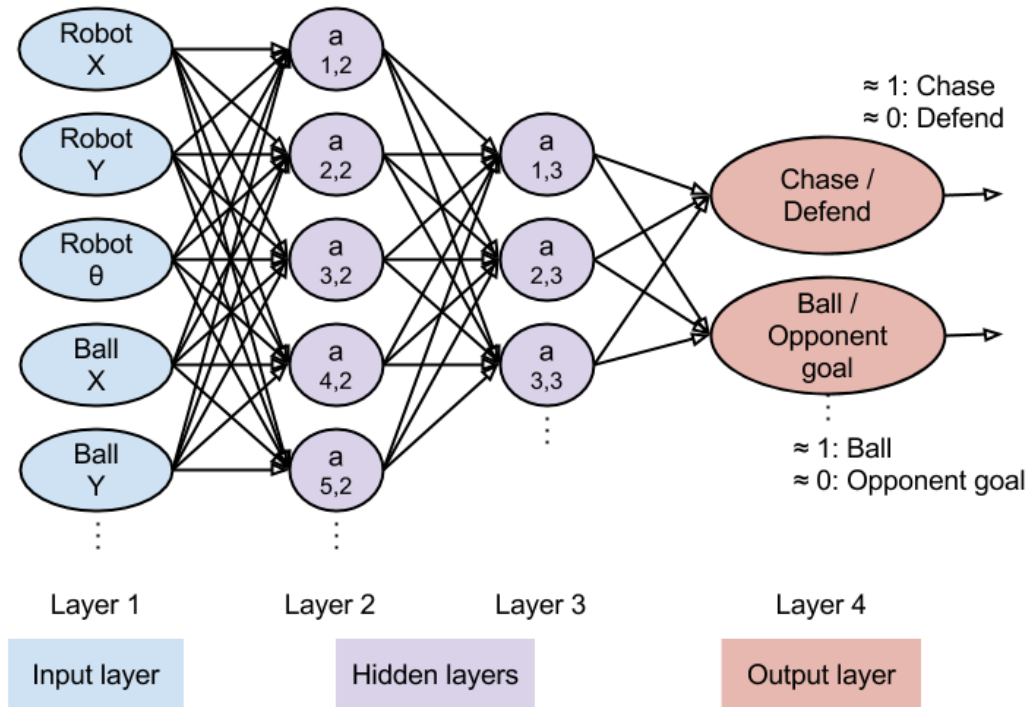 Robot
X
Robot
Y
Robot
θ
Ball
X
Ball
Y
⋮
a
1,2
a
2,2
a
3,2
a
4,2
a
5,2
⋮
a
1,3
a
2,3
a
3,3
⋮
≈ 1: Chase
≈ 0: Defend
Chase /
Defend
Ball /
Opponent
goal
⋮
≈ 1: Ball
≈ 0: Opponent goal
Layer 1
Layer 2
Layer 3
Layer 4
Input layer
Hidden layers
Output layer